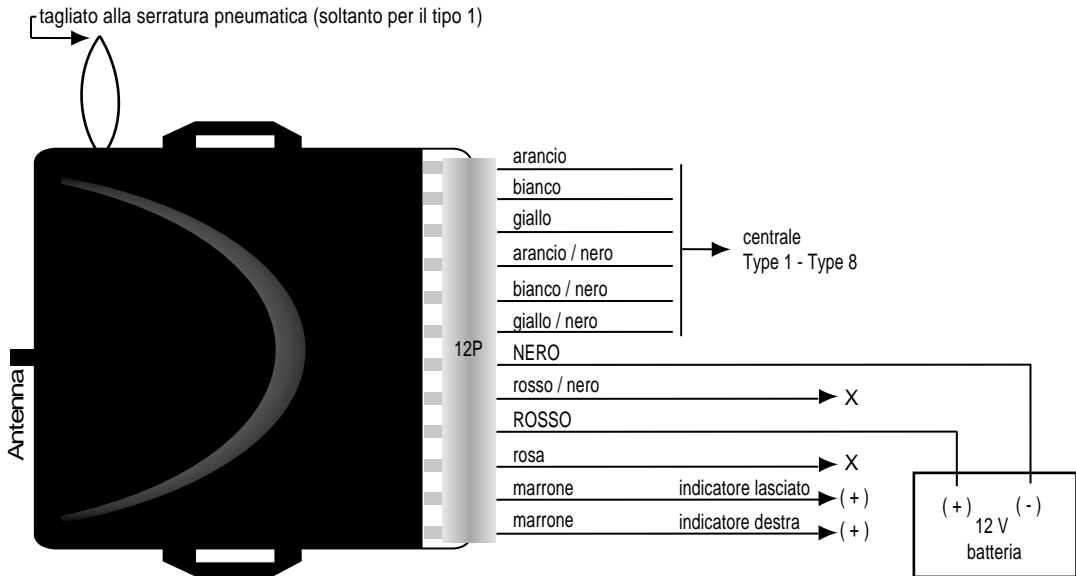 tagliato alla serratura pneumatica (soltanto per il tipo 1)
arancio
bianco
giallo
arancio / nero
bianco / nero
giallo / nero
centrale
Type 1 - Type 8
12P
NERO
rosso / nero X
ROSSO
rosa X
marrone indicatore lasciato (+)
marrone indicatore destra (+)
Antenna
(+) (-)
12 V
batteria